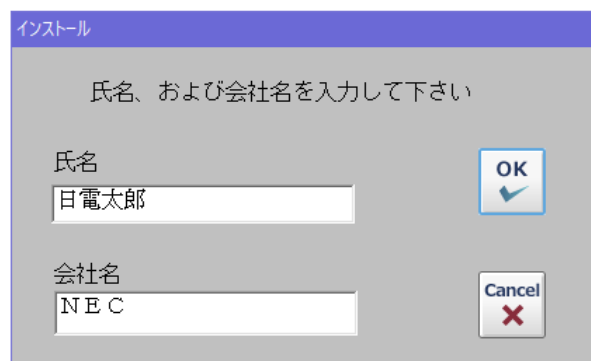 インストール
氏名、および会社名を入力して下さい
氏名
日電太郎
OK
会社名
ＮＥＣ
Cancel